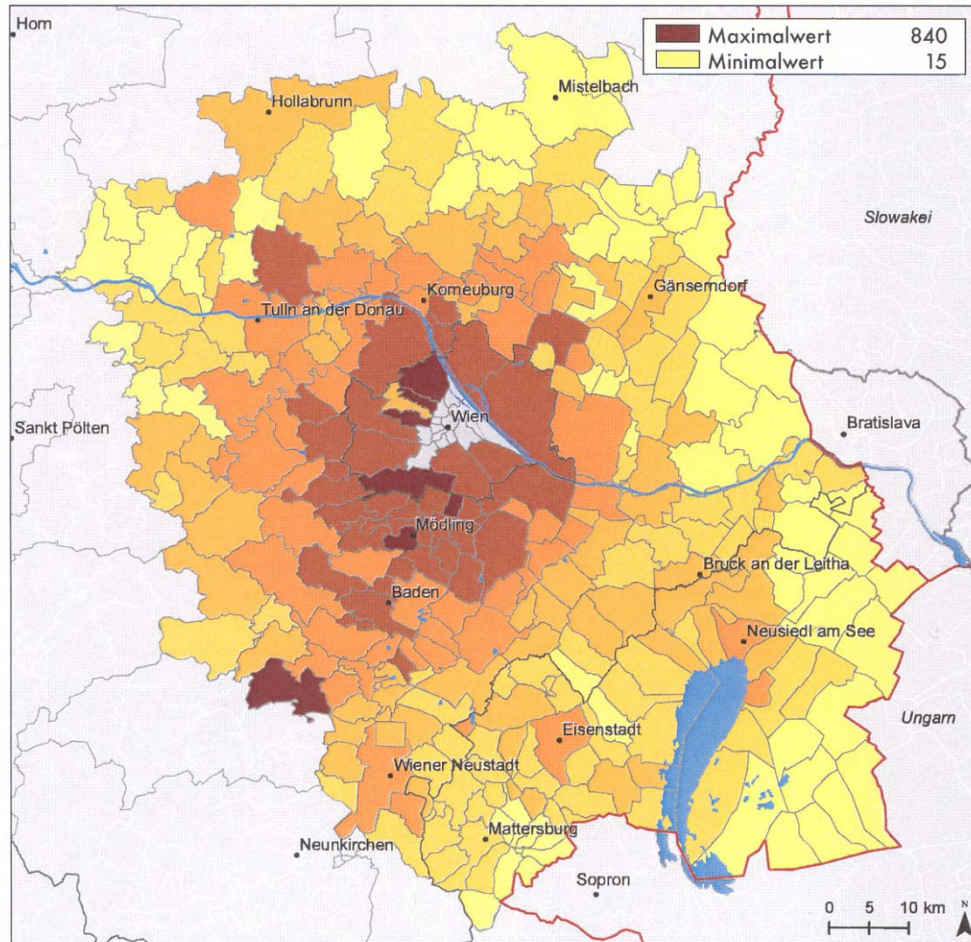 Horn
Maximalwert 840
Minimalwert 15
Mistelbach
Hollabrunn
Slowakei
Gänserndorf
Korneuburg
Tulln an der Donau
Wien
Bratislava
Sankt Pölten
Mödling
Bruck an der Leitha
Baden
Neusiedl am See
Ungarn
Eisenstadt
Wiener Neustadt
Mattersburg
Neunkirchen
Sopron
0 5 10 km
N